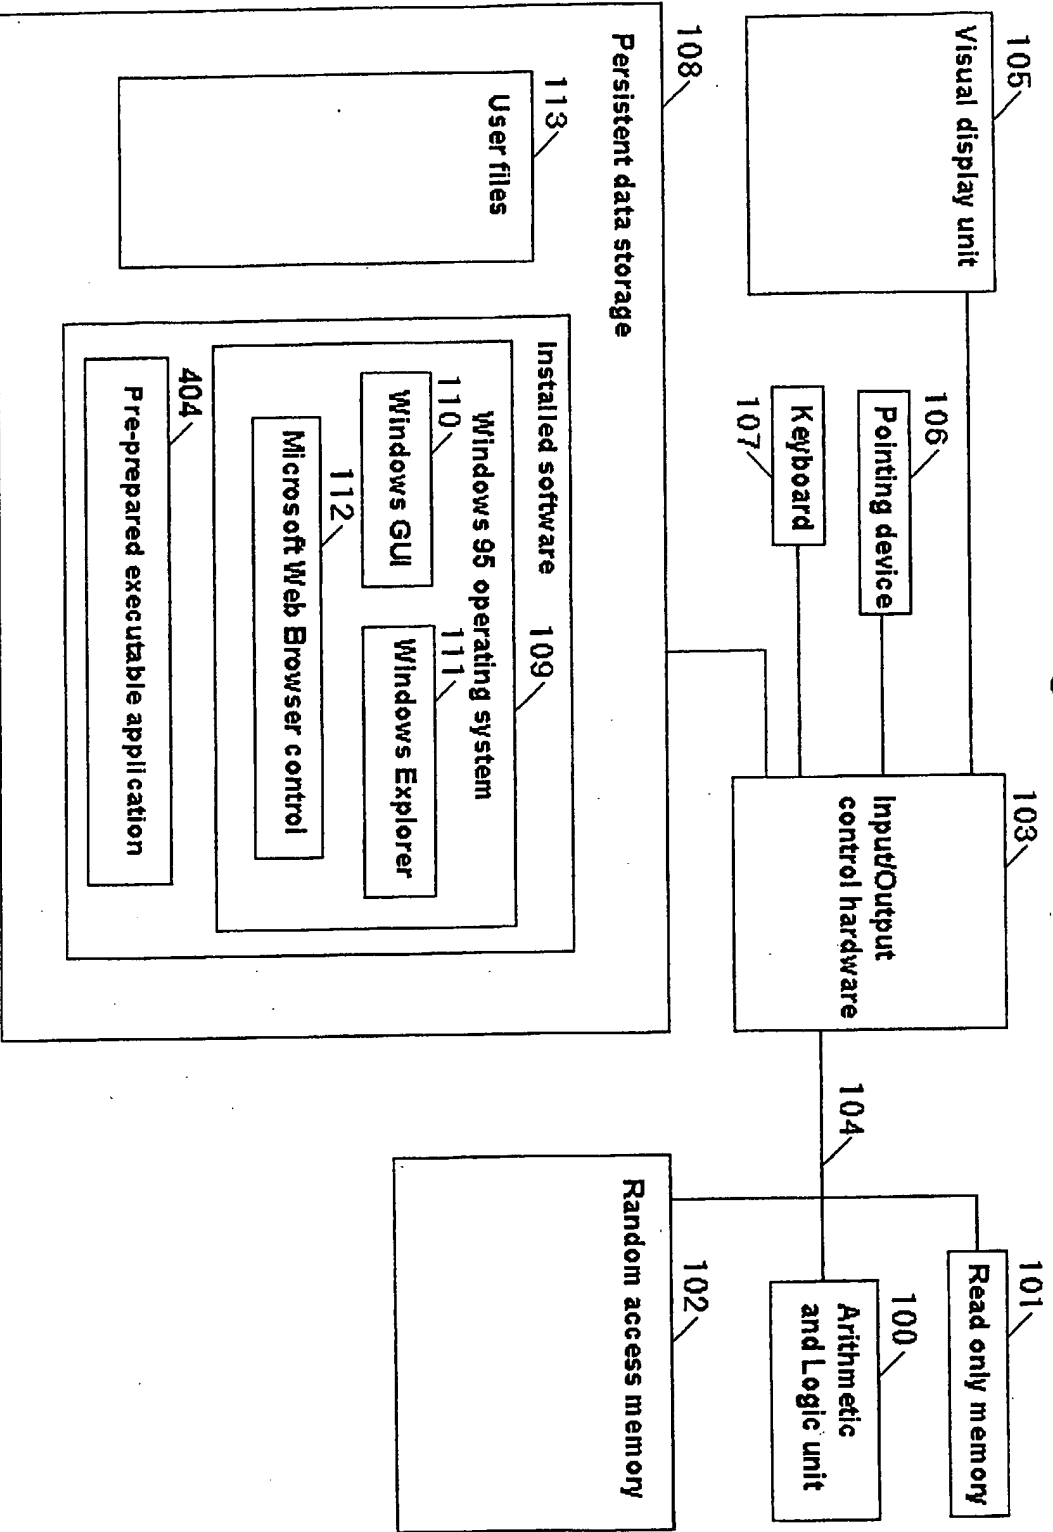 105
Visual display unit
106
Pointing device
107
Keyboard
103
Input/Output
control hardware
104
101
Read only memory
100
Arithmetic
and Logic unit
102
Random access memory
108
Persistent data storage
113
User files
Installed software
109
Windows 95 operating system
110
Windows GUI
111
Windows Explorer
112
Microsoft Web Browser control
404
Pre-prepared executable application